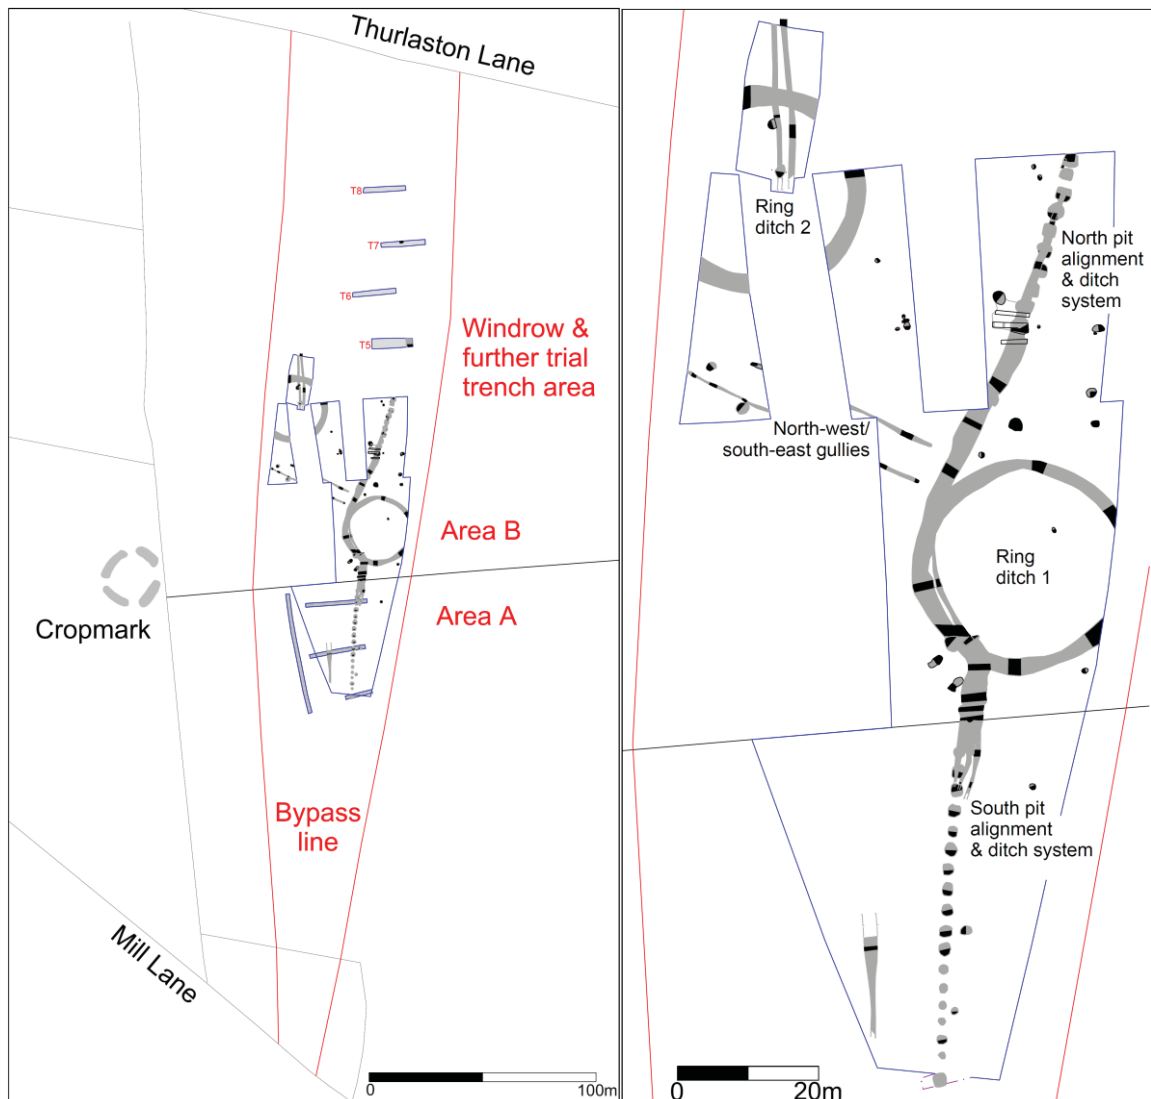 Thurlaston Lane
T8
T7
T6
T5
Windrow &
further trial
trench area
Area B
Area A
Cropmark
Bypass
line
Mill Lane
0
100m
Ring
ditch 2
North pit
alignment
& ditch
system
North-west/
south-east gullies
Ring
ditch 1
South pit
alignment
& ditch system
0
20m